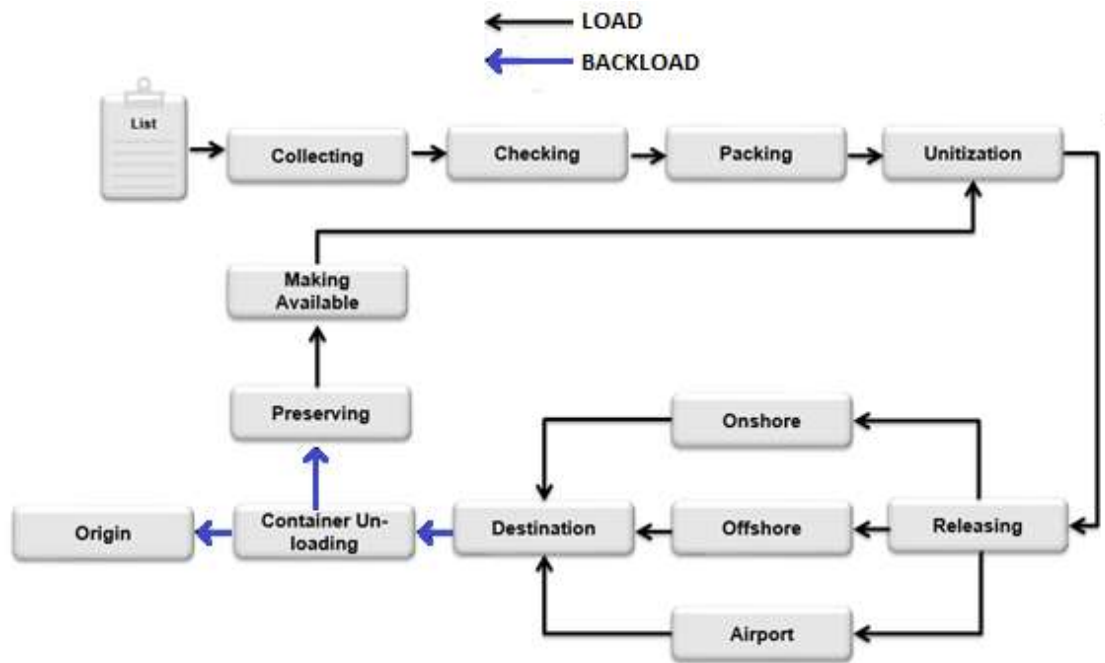 LOAD
BACKLOAD
List
Collecting
Checking
Packing
Unitization
Making
Available
Preserving
Onshore
Origin
Container Un-
loading
Destination
Offshore
Releasing
Airport